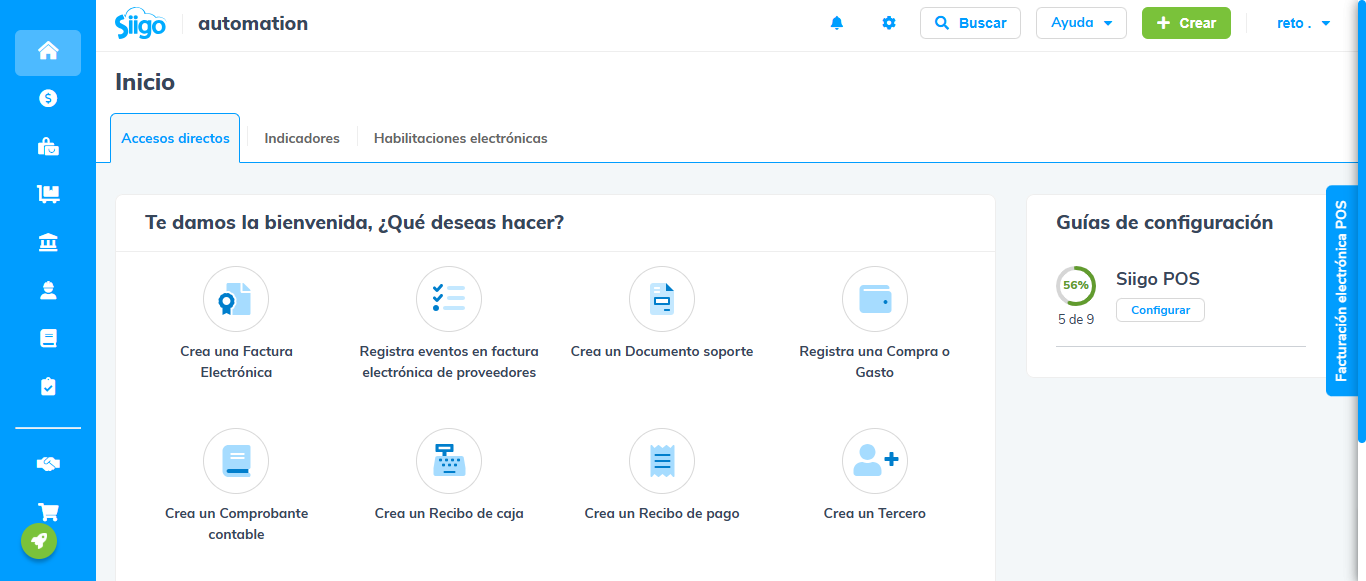 Siigo
automation
Buscar
Ayuda
Crear
reto .
Inicio
Accesos directos
Indicadores
Habilitaciones electrónicas
Te damos la bienvenida, ¿Qué deseas hacer?
Crea una Factura
Electrónica
Registra eventos en factura
electrónica de proveedores
Crea un Documento soporte
Registra una Compra o
Gasto
Crea un Comprobante
contable
Crea un Recibo de caja
Crea un Recibo de pago
Crea un Tercero
Guías de configuración
56%
5 de 9
Siigo POS
Configurar
Facturación electrónica POS